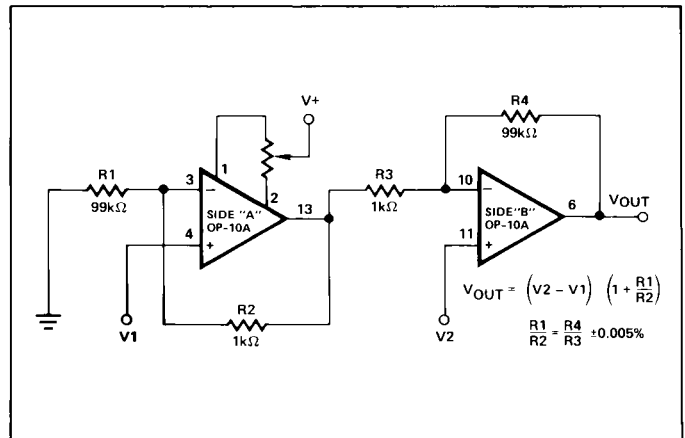 V+
R1
99kΩ
3
−
1
2
SIDE "A"
OP-10A
4
+
13
R2
1kΩ
V1
R3
1kΩ
R4
99kΩ
10
−
SIDE "B"
OP-10A
11
+
6
VOUT
V2
VOUT = (V2 − V1) (1 + R1/R2)
R1/R2 = R4/R3 ±0.005%